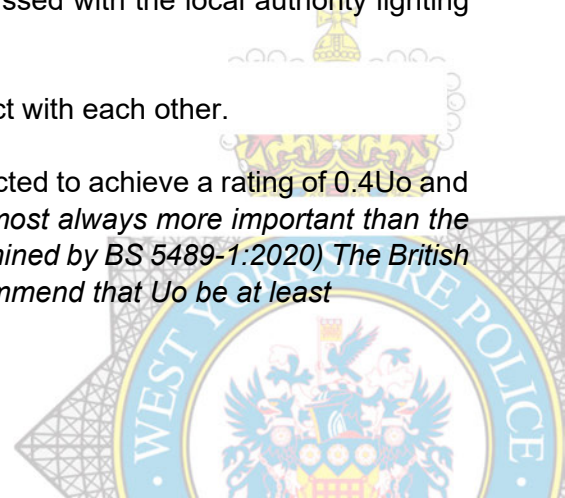 ssed with the local authority lighting
ct with each other.
cted to achieve a rating of 0.4Uo and
most always more important than the
nined by BS 5489-1:2020) The British
mmend that Uo be at least
WEST YORKSHIRE POLICE